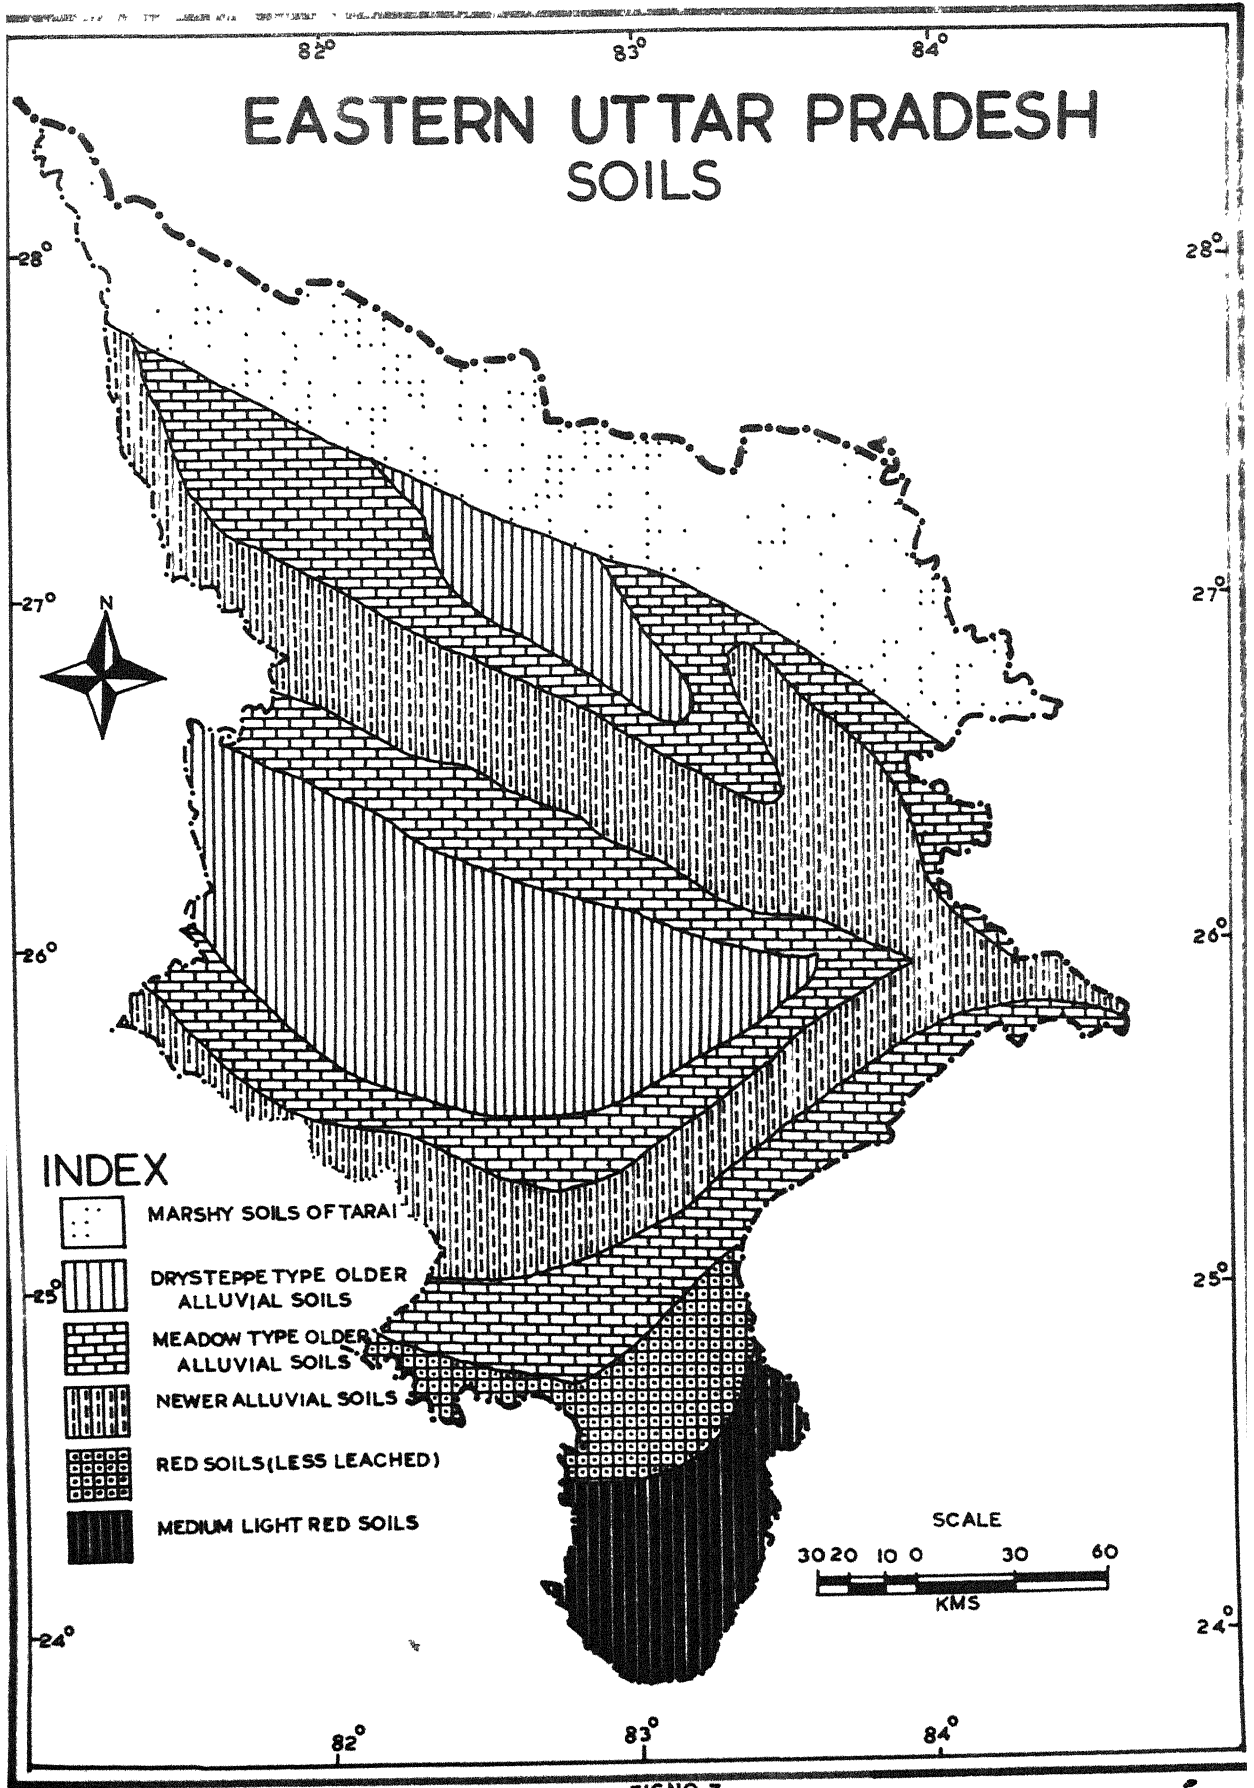 82° 83° 84°
EASTERN UTTAR PRADESH
SOILS
28° 28°
27° 27°
N
26° 26°
25° 25°
24° 24°
INDEX
MARSHY SOILS OF TARAI
DRYSTEPPE TYPE OLDER
ALLUVIAL SOILS
MEADOW TYPE OLDER
ALLUVIAL SOILS
NEWER ALLUVIAL SOILS
RED SOILS (LESS LEACHED)
MEDIUM LIGHT RED SOILS
SCALE
30 20 10 0 30 60
KMS
82° 83° 84°